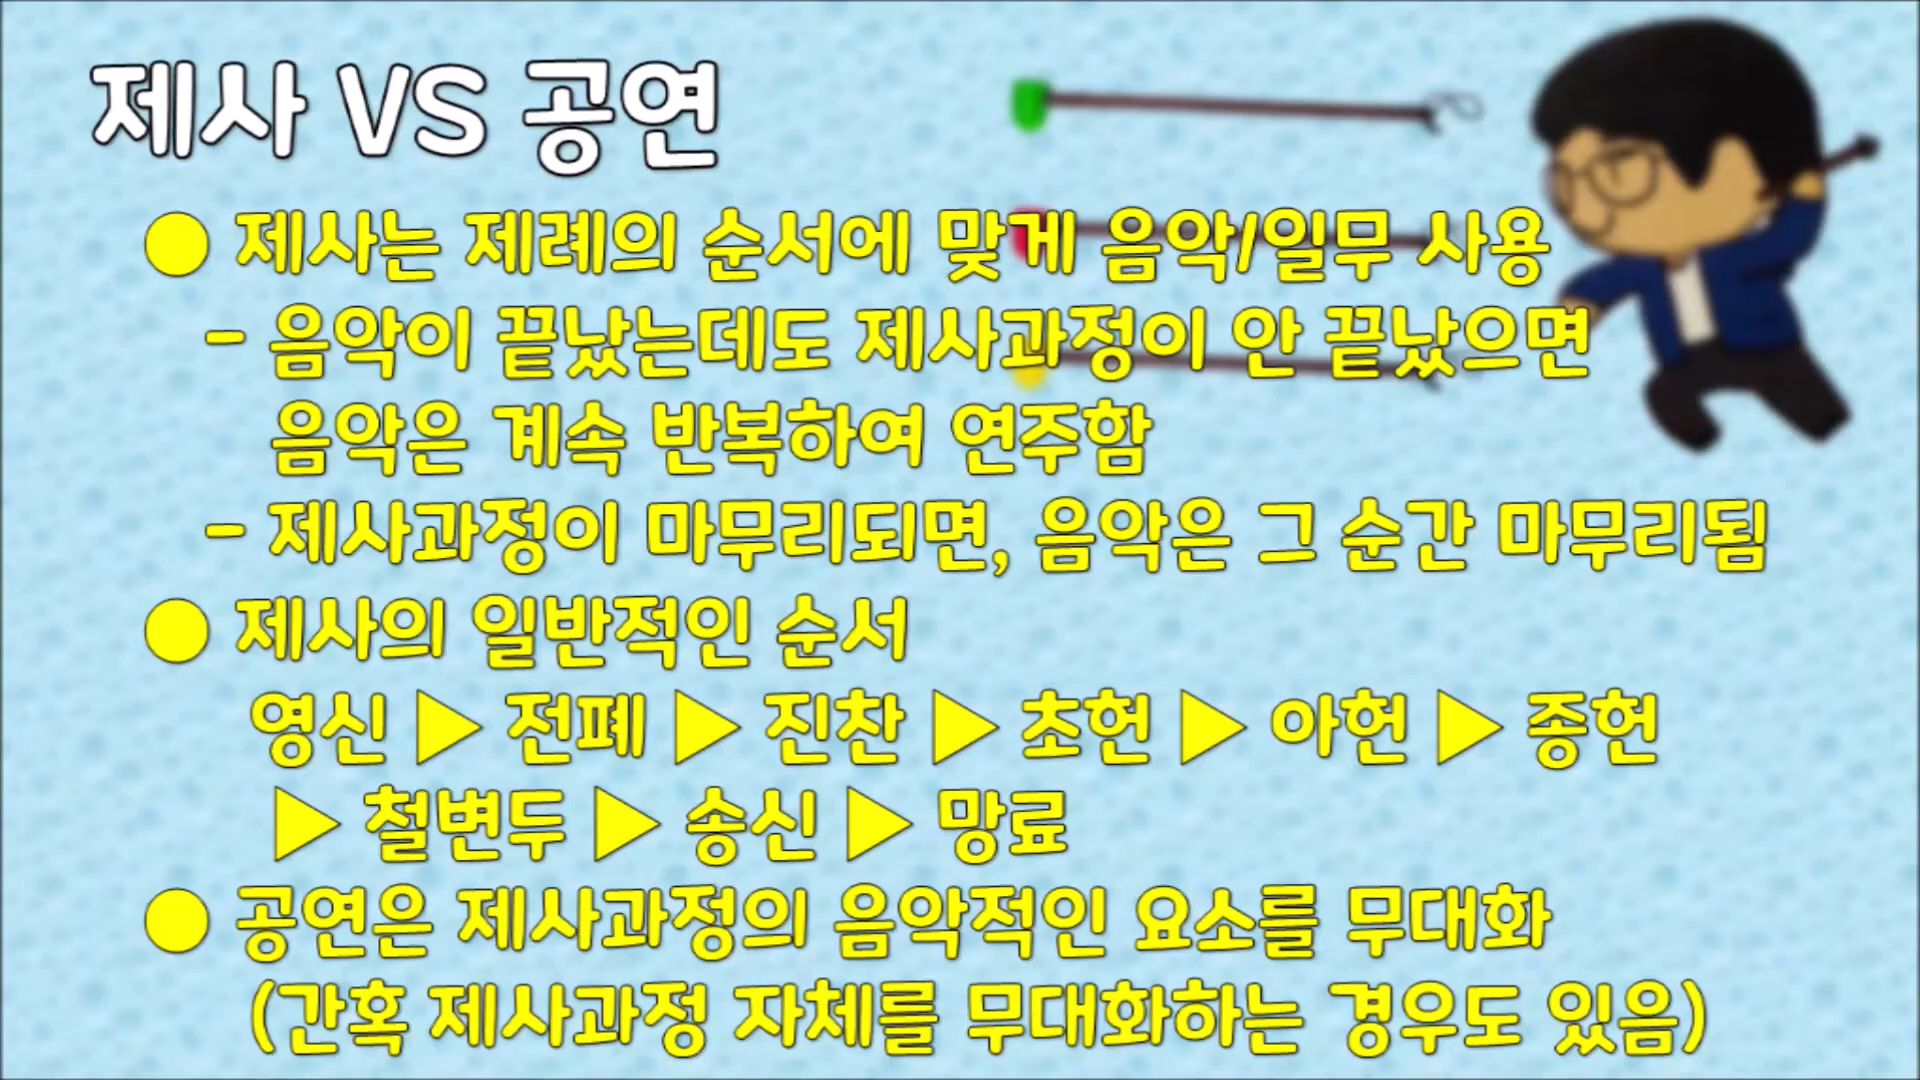 제사 VS 공연
● 제사는 제례의 순서에 맞게 음악/일무 사용
- 음악이 끝났는데도 제사과정이 안 끝났으면
음악은 계속 반복하여 연주함
- 제사과정이 마무리되면, 음악은 그 순간 마무리됨
● 제사의 일반적인 순서
영신 ▶ 전폐 ▶ 진찬 ▶ 초헌 ▶ 아헌 ▶ 종헌
▶ 철변두 ▶ 송신 ▶ 망료
● 공연은 제사과정의 음악적인 요소를 무대화
(간혹 제사과정 자체를 무대화하는 경우도 있음)